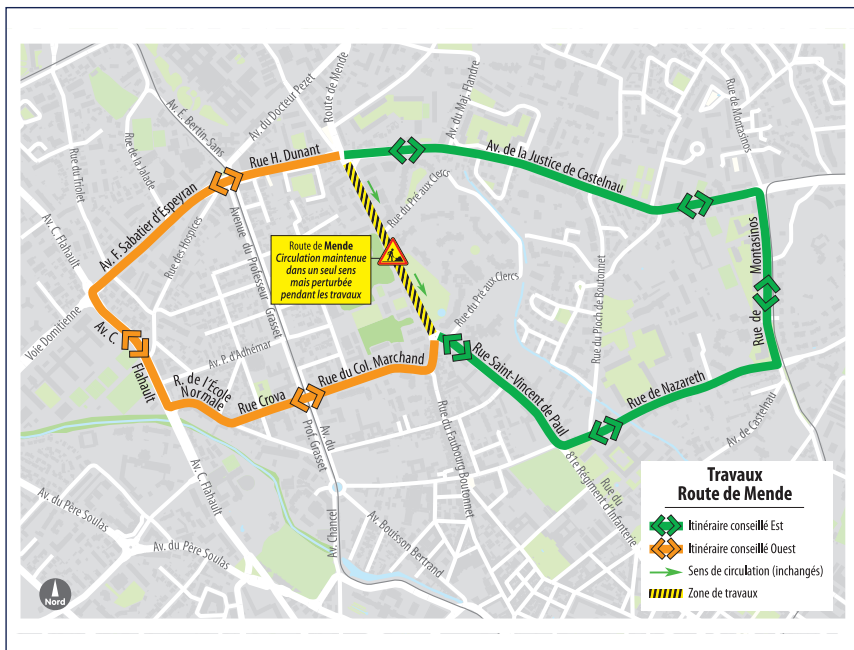 Rue de Montasinos
Av. du Maj. Flandre
Route de Mende
Av. du Docteur Pezet
Av. É. Bertin-Sans
Rue de la Jalade
Rue du Triolet
Av. C. Flahault
Rue H. Dunant
Av. de la Justice de Castelnau
Av. F. Sabatier d'Espeyran
Rue des Hospices
Avenue du Professeur Grasset
Rue du Pré aux Clercs
Route de Mende
Circulation maintenue
dans un seul sens
mais perturbée
pendant les travaux
Rue de Montasinos
Voie Domitienne
Av. C.
Flahault
Av. P. d'Adhémar
Rue du Pré aux Clercs
Rue du Ploch de Boutonnet
R. de l'École
Normale
Rue Crova
Rue du Col. Marchand
Rue Saint-Vincent de Paul
Rue de Nazareth
Av. de Castelnau
Av. du
Prof. Grasset
Rue du Faubourg Boutonnet
Rue du
81e Régiment d'Infanterie
Av. C. Flahault
Av. du Père Soulas
Av. du Père Soulas
Av. Chancel
Av. Bouisson Bertrand
Travaux
Route de Mende
Itinéraire conseillé Est
Itinéraire conseillé Ouest
Sens de circulation (inchangés)
Zone de travaux
Nord